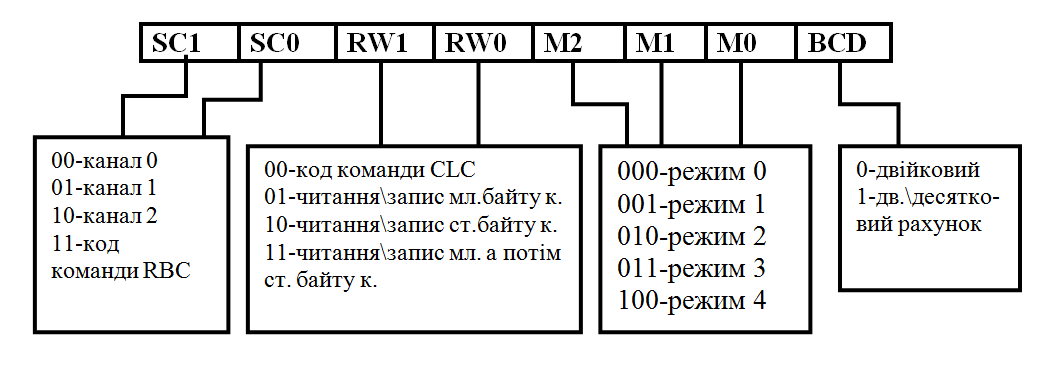 SC1 SC0 RW1 RW0 M2 M1 M0 BCD
00-канал 0
01-канал 1
10-канал 2
11-код
команди RBC
00-код команди CLC
01-читання\запис мл.байту к.
10-читання\запис ст.байту к.
11-читання\запис мл. а потім
ст. байту к.
000-режим 0
001-режим 1
010-режим 2
011-режим 3
100-режим 4
0-двійковий
1-дв.\десятко-
вий рахунок